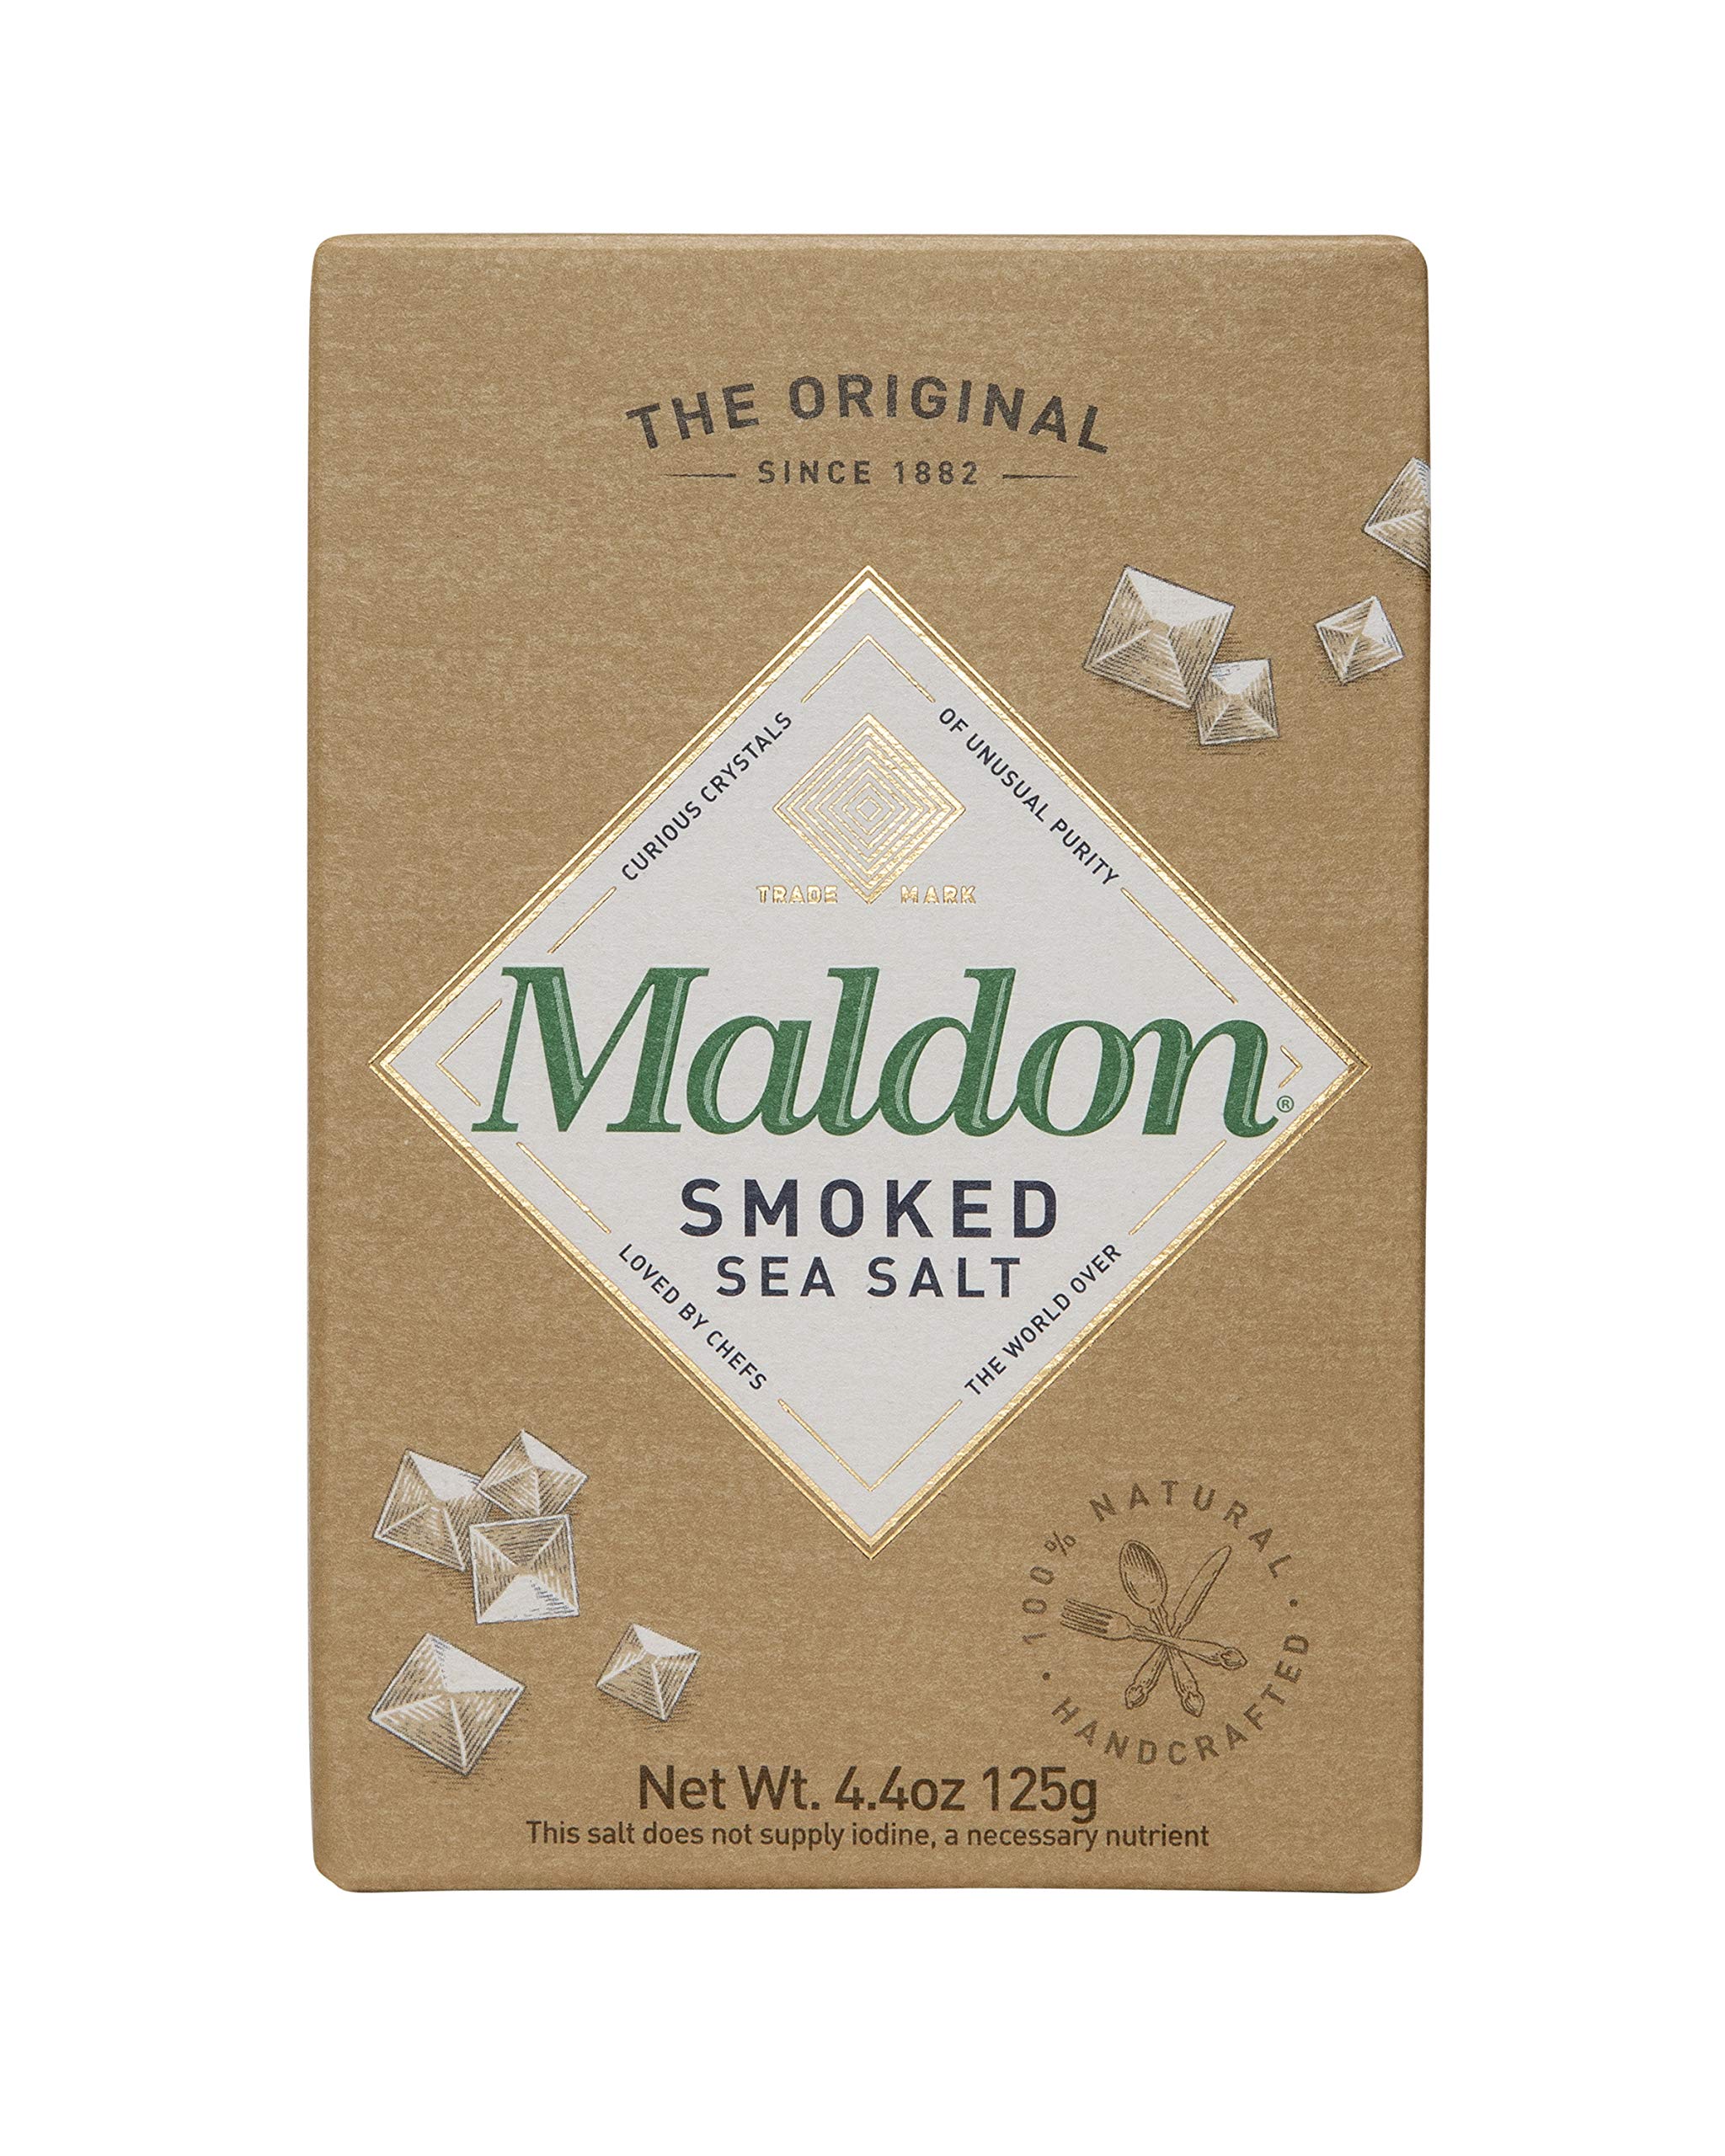 THE ORIGINAL
SINCE 1882
CURIOUS CRYSTALS
OF UNUSUAL PURITY
TRADE MARK
Maldon®
SMOKED
SEA SALT
LOVED BY CHEFS
THE WORLD OVER
· 100% NATURAL ·
HANDCRAFTED
Net Wt. 4.4oz 125g
This salt does not supply iodine, a necessary nutrient